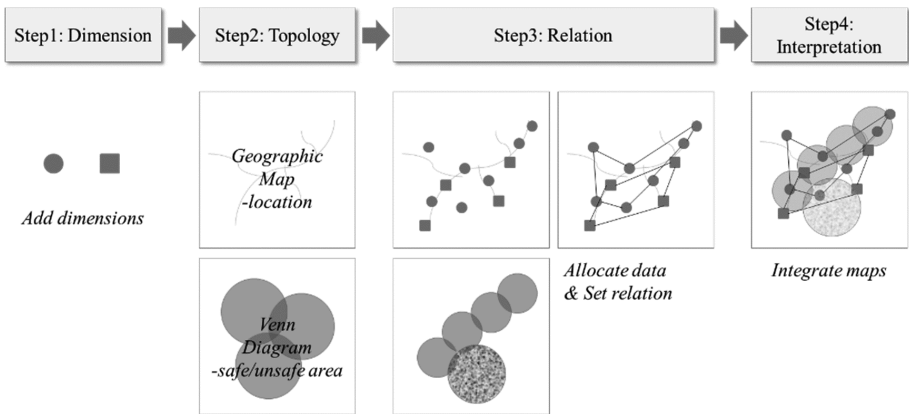 Step1: Dimension
Step2: Topology
Step3: Relation
Step4:
Interpretation
Add dimensions
Geographic
Map
-location
Venn
Diagram
-safe/unsafe area
Allocate data
& Set relation
Integrate maps